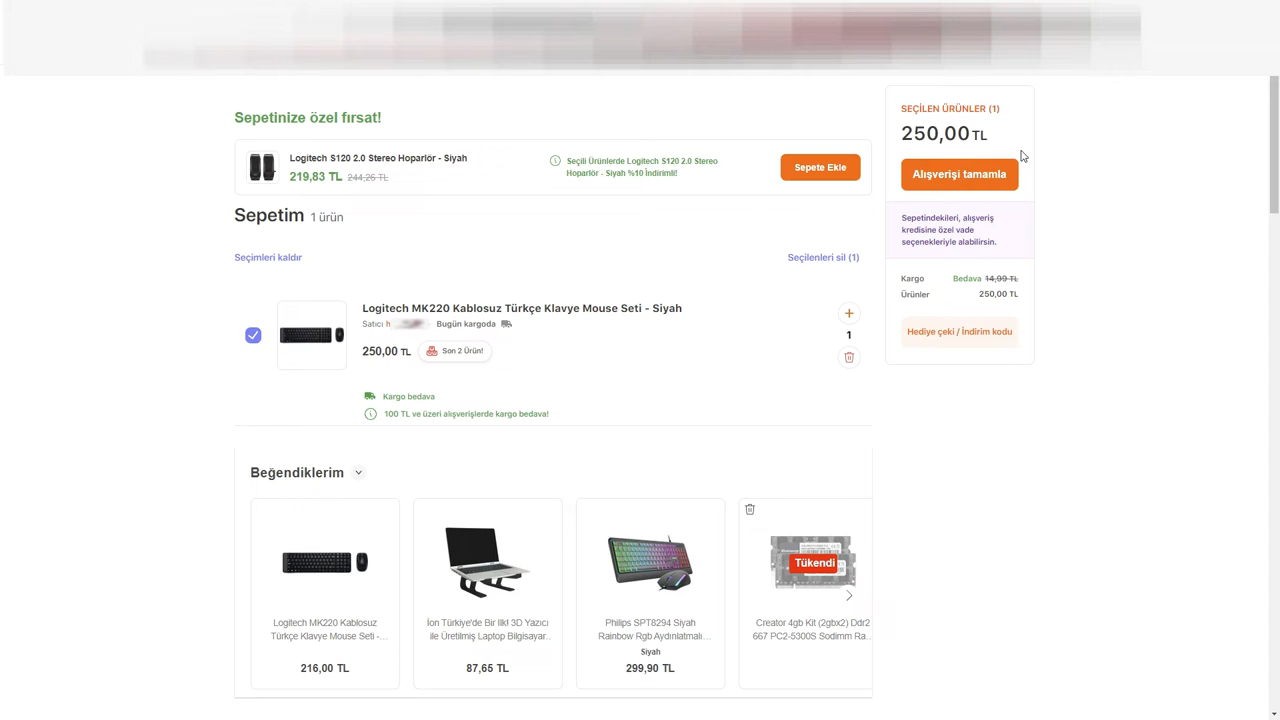 Sepetinize özel fırsat!
Logitech S120 2.0 Stereo Hoparlör - Siyah
219,83 TL 244,26 TL
Seçili Ürünlerde Logitech S120 2.0 Stereo
Hoparlör - Siyah %10 İndirimli!
Sepete Ekle
Sepetim 1 ürün
Seçimleri kaldır
Seçilenleri sil (1)
Logitech MK220 Kablosuz Türkçe Klavye Mouse Seti - Siyah
Satıcı Bugün kargoda
250,00 TL Son 2 Ürün!
1
Kargo bedava
100 TL ve üzeri alışverişlerde kargo bedava!
SEÇİLEN ÜRÜNLER (1)
250,00 TL
Alışverişi tamamla
Sepetindekileri, alışveriş
kredisine özel vade
seçenekleriyle alabilirsin.
Kargo Bedava 14,99 TL
Ürünler 250,00 TL
Hediye çeki / İndirim kodu
Beğendiklerim
Logitech MK220 Kablosuz
Türkçe Klavye Mouse Seti -...
216,00 TL
İon Türkiye'de Bir Ilk! 3D Yazıcı
ile Üretilmiş Laptop Bilgisayar...
87,65 TL
Philips SPT8294 Siyah
Rainbow Rgb Aydınlatmalı...
Siyah
299,90 TL
Tükendi
Creator 4gb Kit (2gbx2) Ddr2
667 PC2-5300S Sodimm Ra...